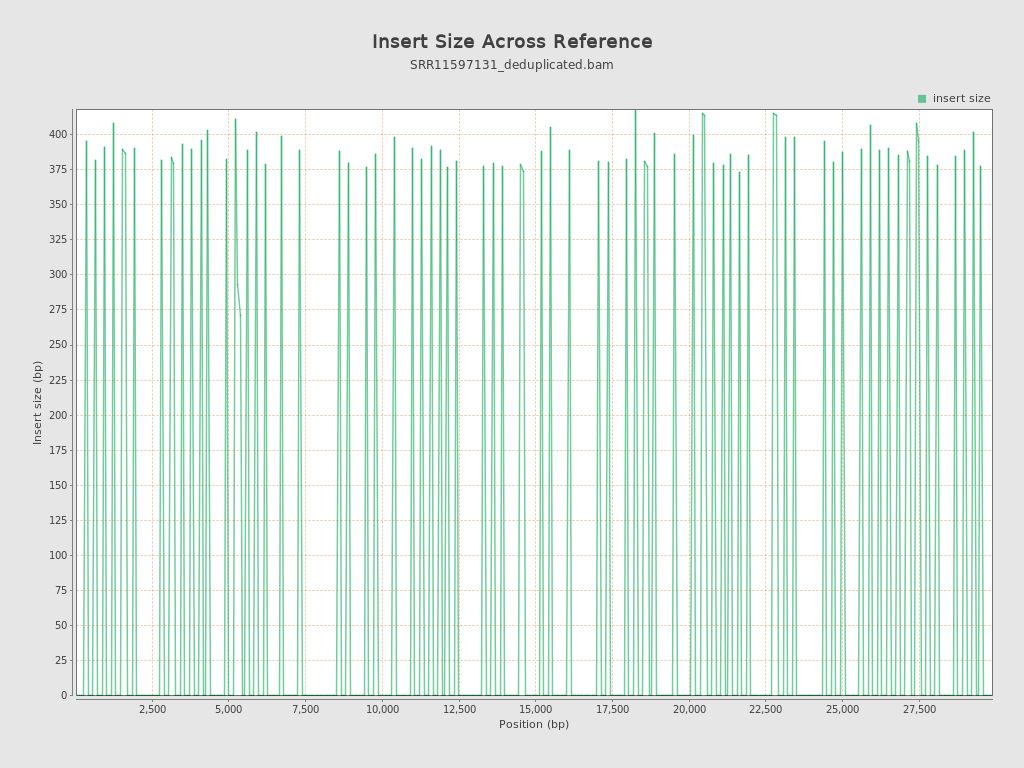 Insert Size Across Reference
SRR11597131_deduplicated.bam
insert size
400
375
350
325
300
275
250
225
200
175
150
125
100
75
50
25
0
Insert size (bp)
2,500 5,000 7,500 10,000 12,500 15,000 17,500 20,000 22,500 25,000 27,500
Position (bp)